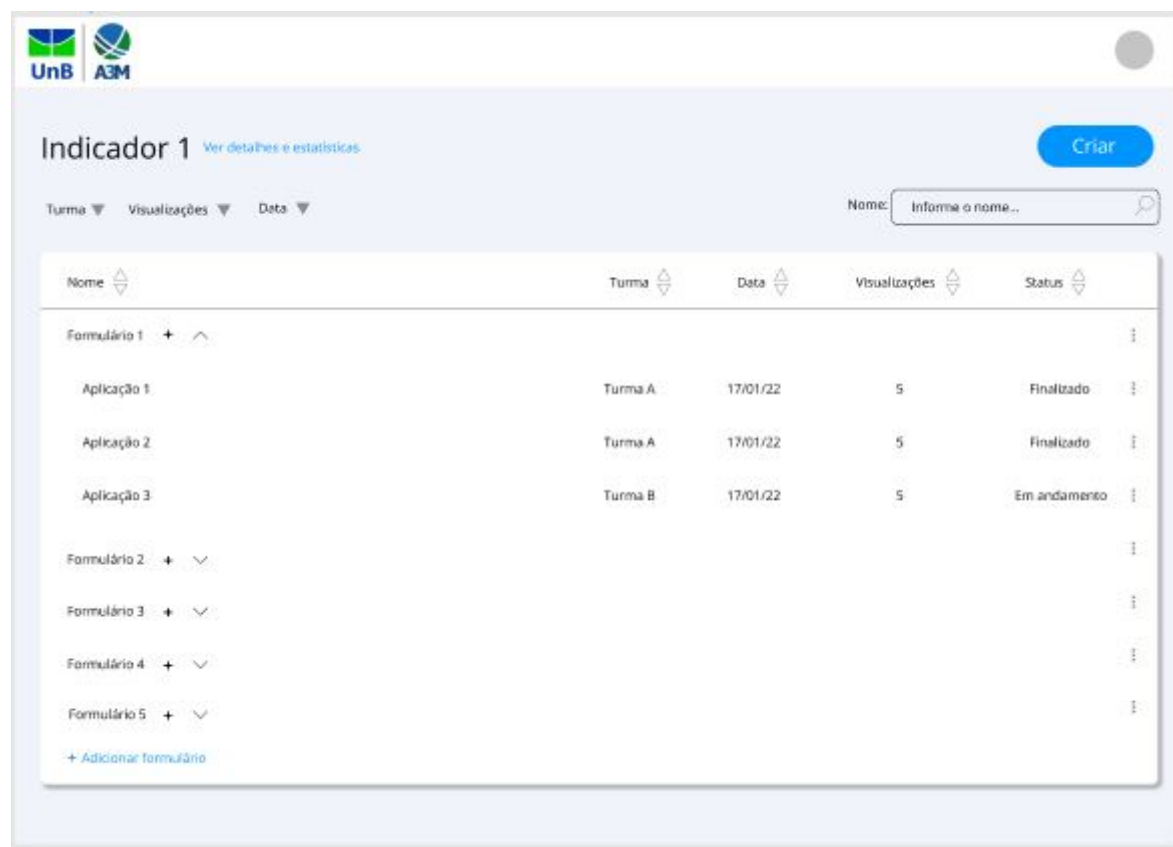 UnB A3M
Indicador 1 Ver detalhes e estatísticas Criar
Turma Visualizações Data Nome: Informe o nome...
Nome Turma Data Visualizações Status
Formulário 1 +
Aplicação 1 Turma A 17/01/22 5 Finalizado
Aplicação 2 Turma A 17/01/22 5 Finalizado
Aplicação 3 Turma B 17/01/22 5 Em andamento
Formulário 2 +
Formulário 3 +
Formulário 4 +
Formulário 5 +
+ Adicionar formulário